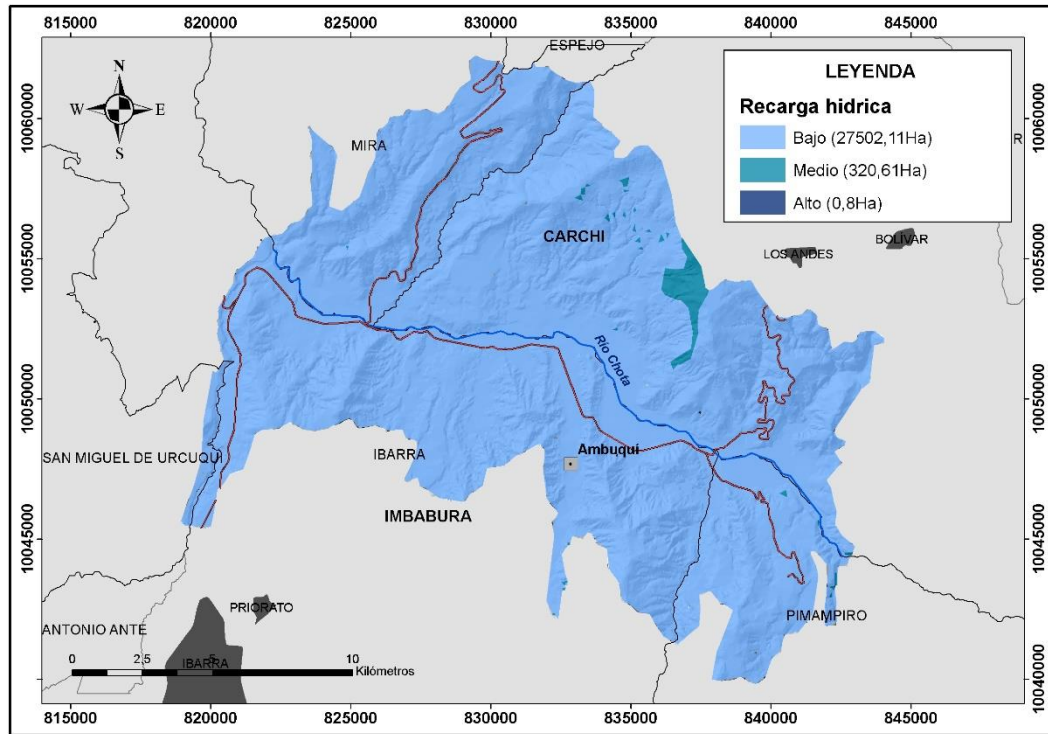 815000 820000 825000 830000 835000 840000 845000
ESPEJO
LEYENDA
Recarga hidrica
Bajo (27502,11Ha)
Medio (320,61Ha)
Alto (0,8Ha)
N
W E
S
10060000
10060000
MIRA
R
CARCHI
BOLIVAR
LOS ANDES
10055000
10055000
Río Chota
10050000
10050000
Ambuquí
IBARRA
SAN MIGUEL DE URCUQUI
IMBABURA
10045000
10045000
PRIORATO
PIMAMPIRO
ANTONIO ANTE
IBARRA
0 2,5 5 10
Kilómetros
10040000
10040000
815000 820000 825000 830000 835000 840000 845000